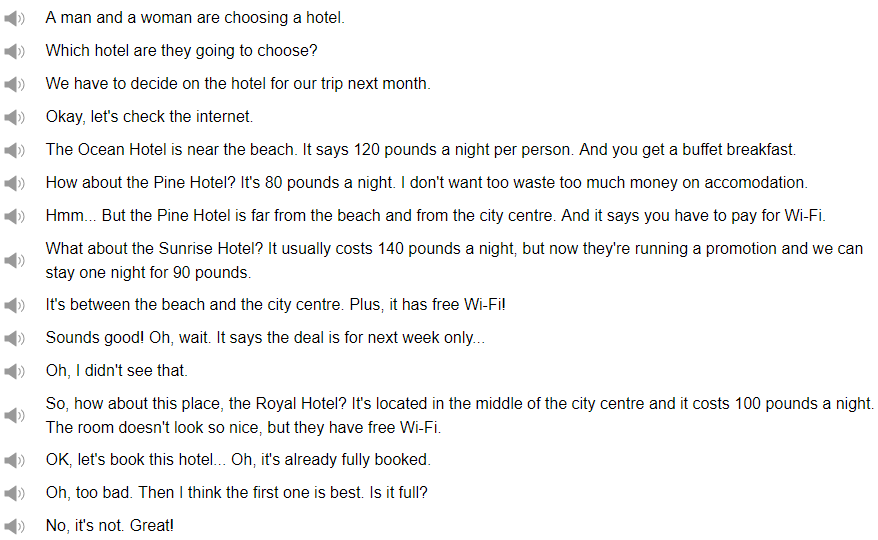 A man and a woman are choosing a hotel.
Which hotel are they going to choose?
We have to decide on the hotel for our trip next month.
Okay, let's check the internet.
The Ocean Hotel is near the beach. It says 120 pounds a night per person. And you get a buffet breakfast.
How about the Pine Hotel? It's 80 pounds a night. I don't want too waste too much money on accomodation.
Hmm... But the Pine Hotel is far from the beach and from the city centre. And it says you have to pay for Wi-Fi.
What about the Sunrise Hotel? It usually costs 140 pounds a night, but now they're running a promotion and we can
stay one night for 90 pounds.
It's between the beach and the city centre. Plus, it has free Wi-Fi!
Sounds good! Oh, wait. It says the deal is for next week only...
Oh, I didn't see that.
So, how about this place, the Royal Hotel? It's located in the middle of the city centre and it costs 100 pounds a night.
The room doesn't look so nice, but they have free Wi-Fi.
OK, let's book this hotel... Oh, it's already fully booked.
Oh, too bad. Then I think the first one is best. Is it full?
No, it's not. Great!